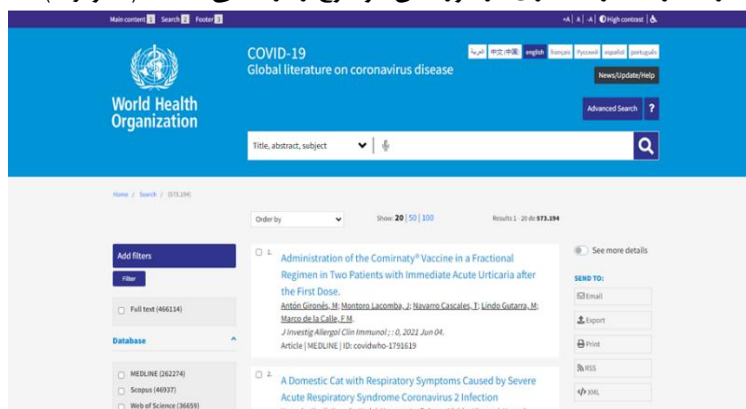 Main content 1 Search 2 Footer 3
+A | A | -A | High contrast
العربية 中文(中国) english français Русский español português
COVID-19
Global literature on coronavirus disease
News/Update/Help
World Health
Organization
Advanced Search ?
Title, abstract, subject
Home / Search / (573.194)
Order by
Show: 20 | 50 | 100
Results 1 - 20 de 573.194
Add filters
Filter
Full text (466114)
Database
MEDLINE (262274)
Scopus (46937)
Web of Science (36659)
1.
Administration of the Comirnaty® Vaccine in a Fractional
Regimen in Two Patients with Immediate Acute Urticaria after
the First Dose.
Antón Gironés, M; Montoro Lacomba, J; Navarro Cascales, T; Lindo Gutarra, M;
Marco de la Calle, F M.
J Investig Allergol Clin Immunol ; : 0, 2021 Jun 04.
Article | MEDLINE | ID: covidwho-1791619
2.
A Domestic Cat with Respiratory Symptoms Caused by Severe
Acute Respiratory Syndrome Coronavirus 2 Infection
See more details
SEND TO:
Email
Export
Print
RSS
XML